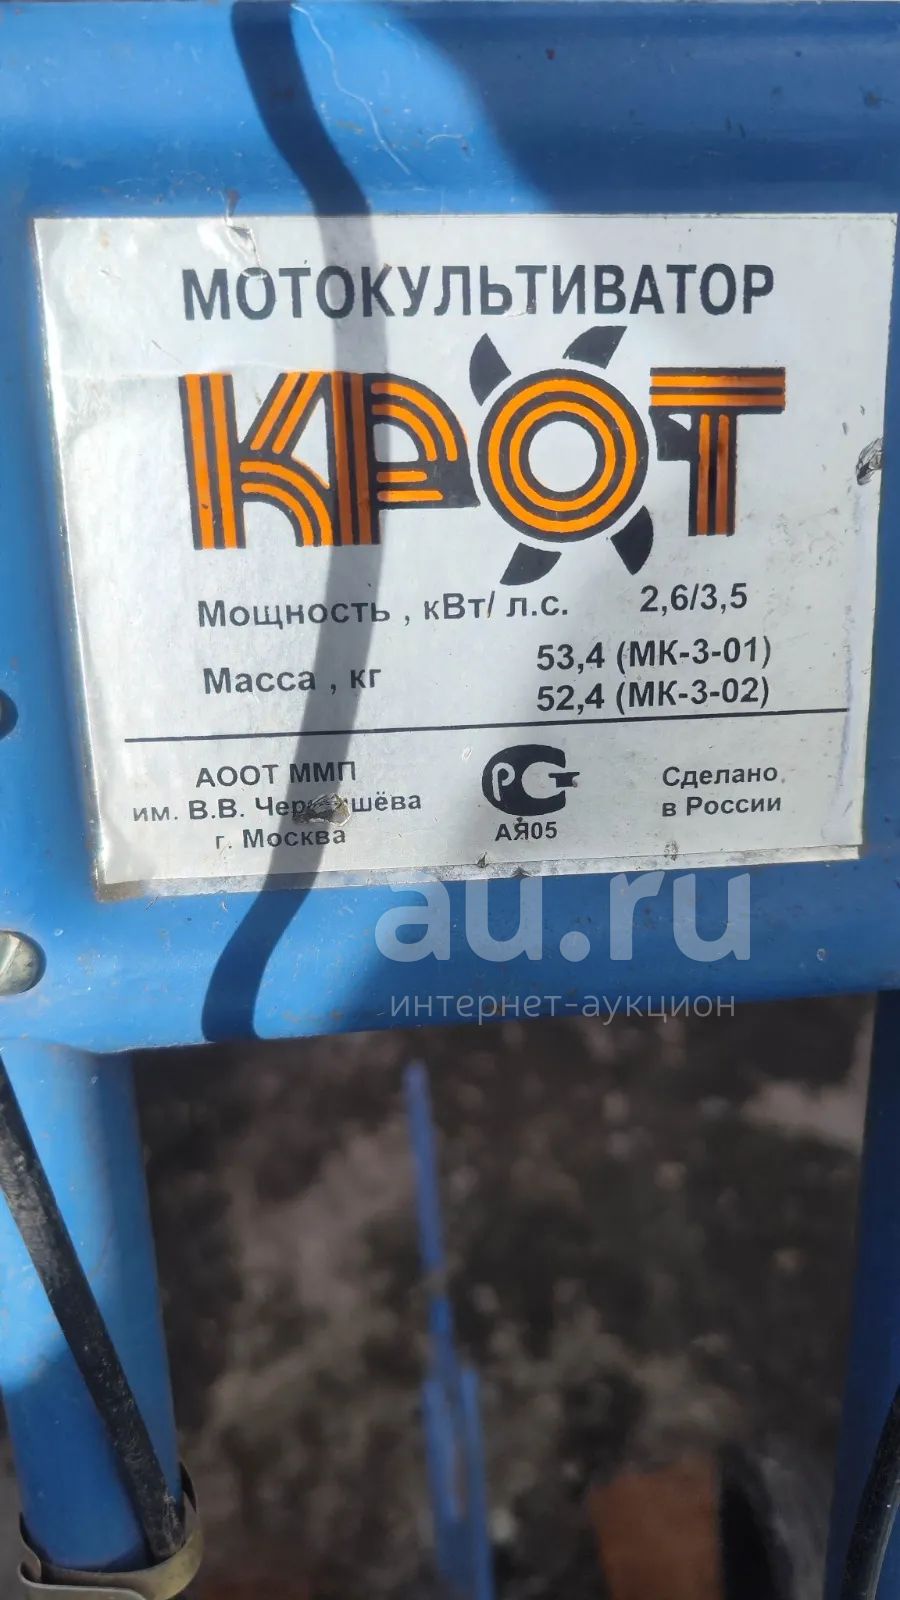 МОТОКУЛЬТИВАТОР
КРОТ
Мощность , кВт/ л.с. 2,6/3,5
Масса , кг 53,4 (МК-3-01)
52,4 (МК-3-02)
АООТ ММП
им. В.В. Чернышёва
г. Москва
РСТ
АЯ05
Сделано
в России
au.ru
интернет-аукцион